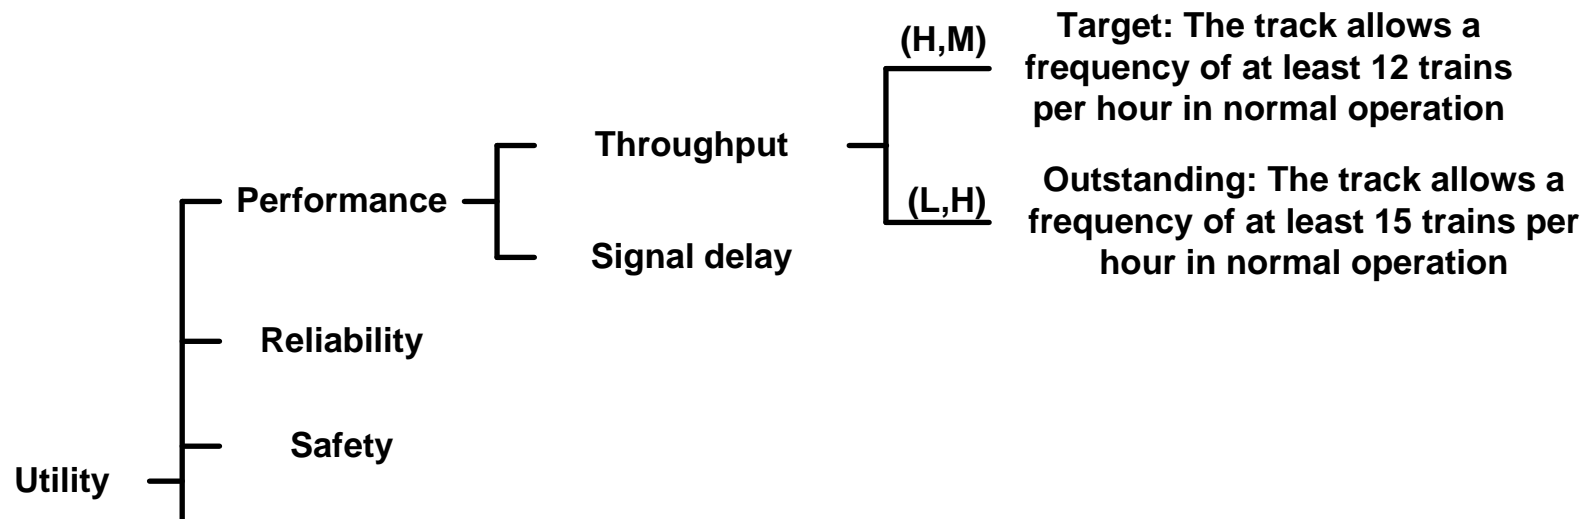 (H,M)
Target: The track allows a
frequency of at least 12 trains
per hour in normal operation
Throughput
(L,H)
Outstanding: The track allows a
frequency of at least 15 trains per
hour in normal operation
Performance
Signal delay
Reliability
Safety
Utility